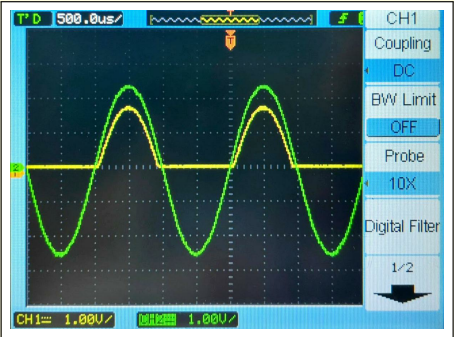 T'D 500.0us/ T f
CH1
Coupling
DC
BW Limit
OFF
Probe
10X
Digital Filter
1/2
2
CH1 1.00V/ CH2 1.00V/